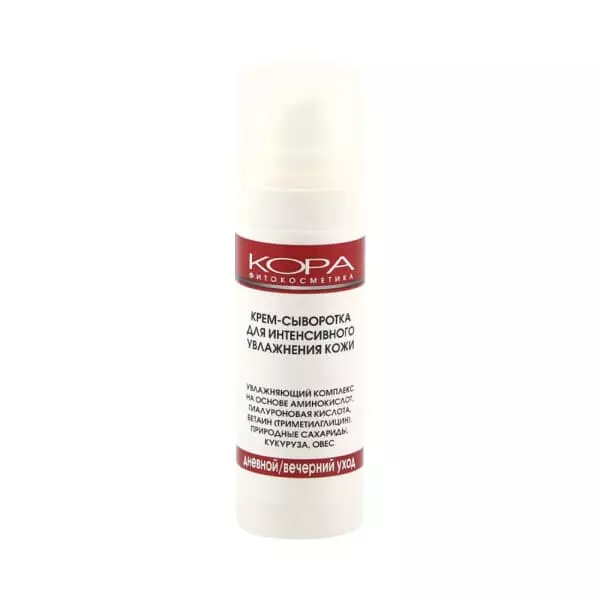 КОРА
ФИТОКОСМЕТИКА
КРЕМ-СЫВОРОТКА
ДЛЯ ИНТЕНСИВНОГО
УВЛАЖНЕНИЯ КОЖИ
УВЛАЖНЯЮЩИЙ КОМПЛЕКС
НА ОСНОВЕ АМИНОКИСЛОТ,
ГИАЛУРОНОВАЯ КИСЛОТА,
БЕТАИН (ТРИМЕТИЛГЛИЦИН),
ПРИРОДНЫЕ САХАРИДЫ,
КУКУРУЗА, ОВЕС
дневной/вечерний уход